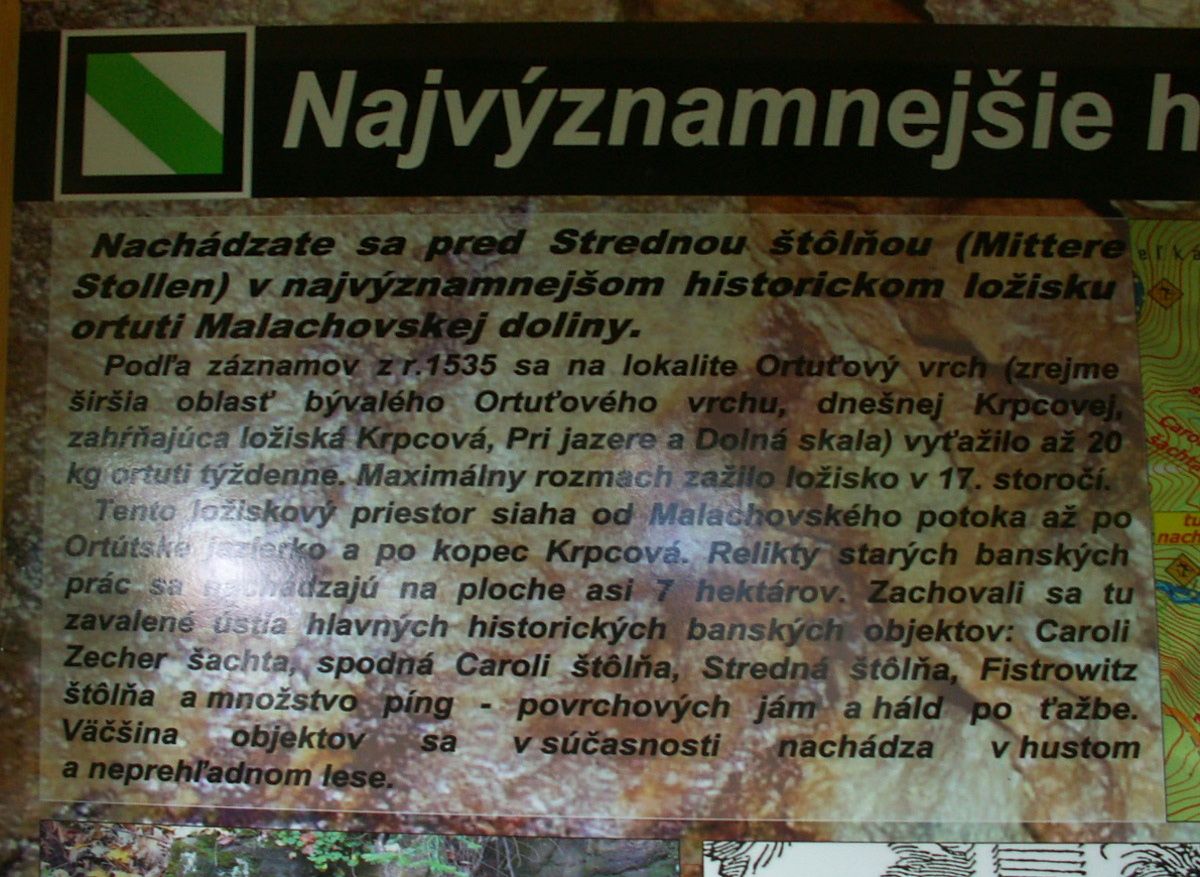 Najvýznamnejšie h
Nachádzate sa pred Strednou štôlňou (Mittere
Stollen) v najvýznamnejšom historickom ložisku
ortuti Malachovskej doliny.
Podľa záznamov z r.1535 sa na lokalite Ortuťový vrch (zrejme
širšia oblasť bývalého Ortuťového vrchu, dnešnej Krpcovej,
zahŕňajúca ložiská Krpcová, Pri jazere a Dolná skala) vyťažilo až 20
kg ortuti týždenne. Maximálny rozmach zažilo ložisko v 17. storočí.
Tento ložiskový priestor siaha od Malachovského potoka až po
Ortútske jazierko a po kopec Krpcová. Relikty starých banských
prác sa nachádzajú na ploche asi 7 hektárov. Zachovali sa tu
zavalené ústia hlavných historických banských objektov: Caroli
Zecher šachta, spodná Caroli štôlňa, Stredná štôlňa, Fistrowitz
štôlňa a množstvo píng - povrchových jám a háld po ťažbe.
Väčšina objektov sa v súčasnosti nachádza v hustom
a neprehľadnom lese.
eľka
Caro
nach